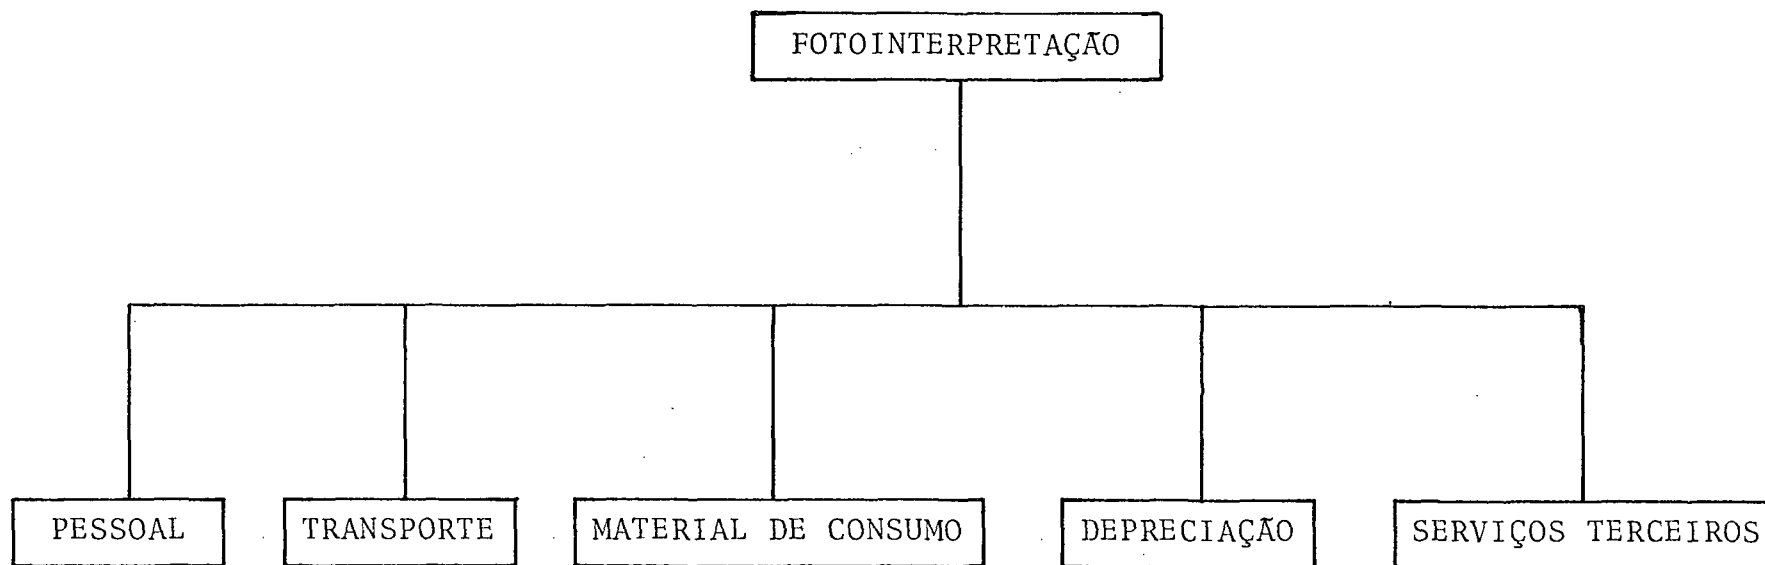 FOTOINTERPRETAÇÃO
PESSOAL
TRANSPORTE
MATERIAL DE CONSUMO
DEPRECIAÇÃO
SERVIÇOS TERCEIROS